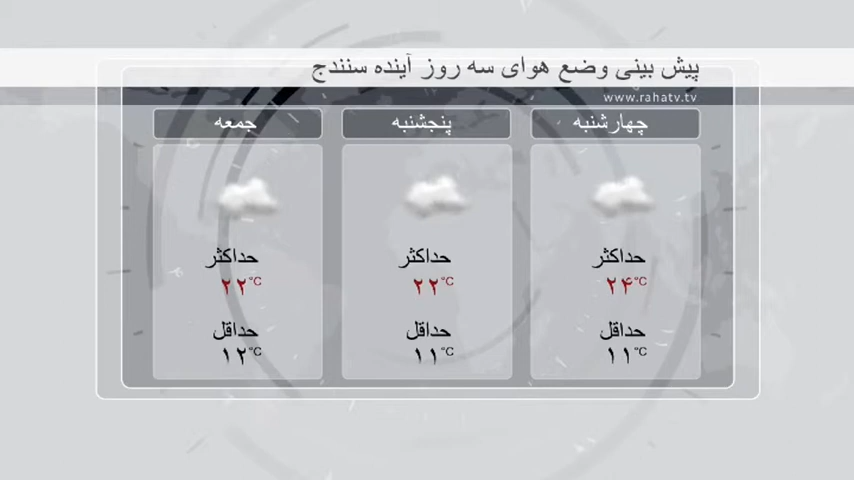 پیش بینی وضع هوای سه روز آینده سنندج
www.rahatv.tv
چهارشنبه
حداکثر
۲۴°C
حداقل
۱۱°C
پنجشنبه
حداکثر
۲۲°C
حداقل
۱۱°C
جمعه
حداکثر
۲۲°C
حداقل
۱۲°C